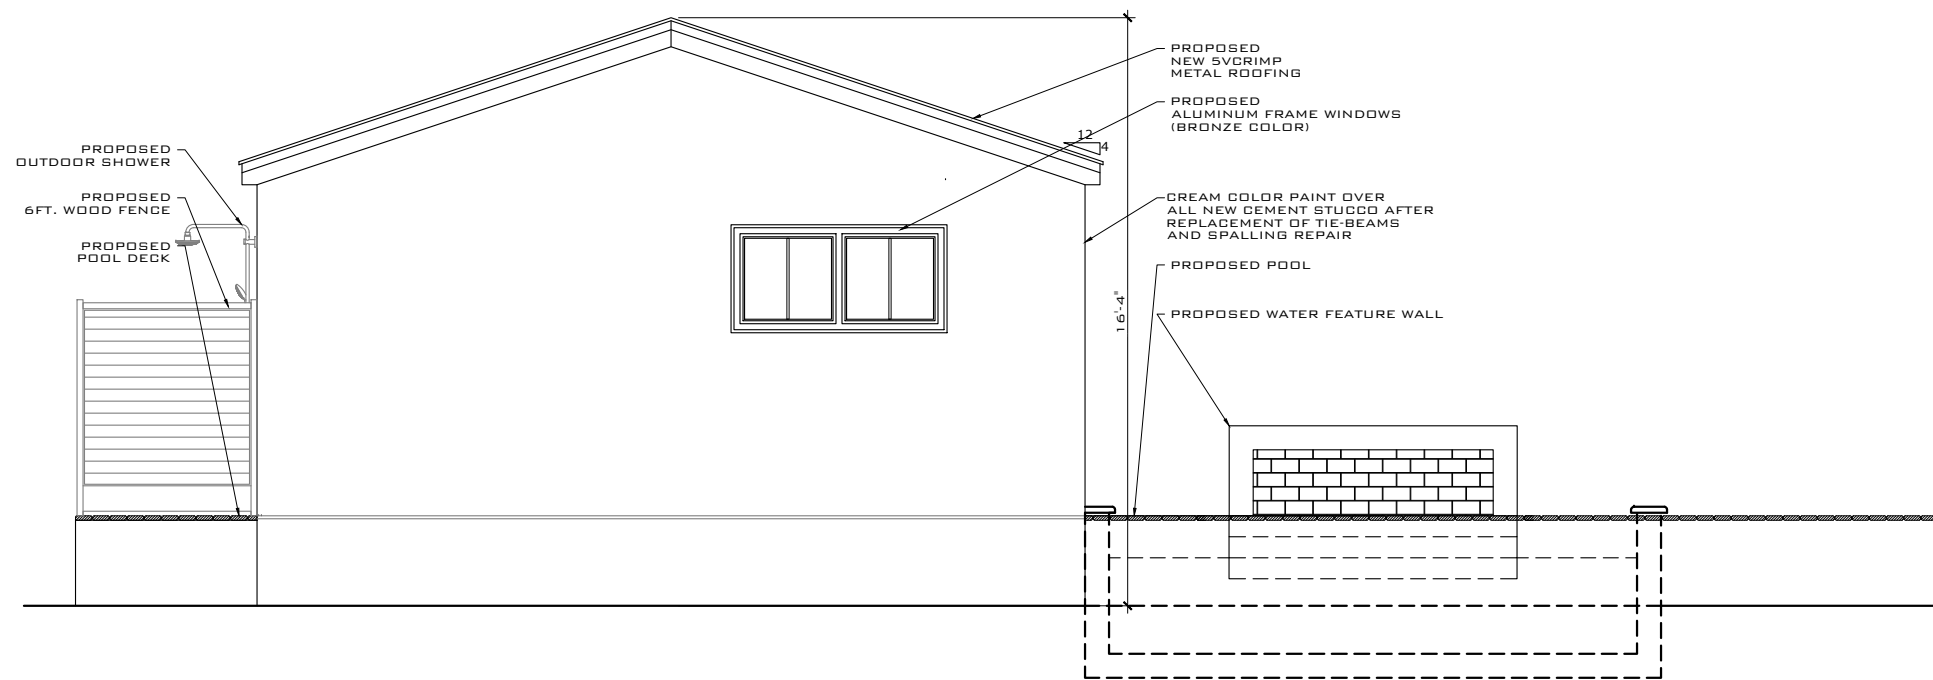 PROPOSED
NEW 5VCRIMP
METAL ROOFING
PROPOSED
ALUMINUM FRAME WINDOWS
(BRONZE COLOR)
12
4
PROPOSED
OUTDOOR SHOWER
PROPOSED
6FT. WOOD FENCE
PROPOSED
POOL DECK
CREAM COLOR PAINT OVER
ALL NEW CEMENT STUCCO AFTER
REPLACEMENT OF TIE-BEAMS
AND SPALLING REPAIR
PROPOSED POOL
16'-4"
PROPOSED WATER FEATURE WALL